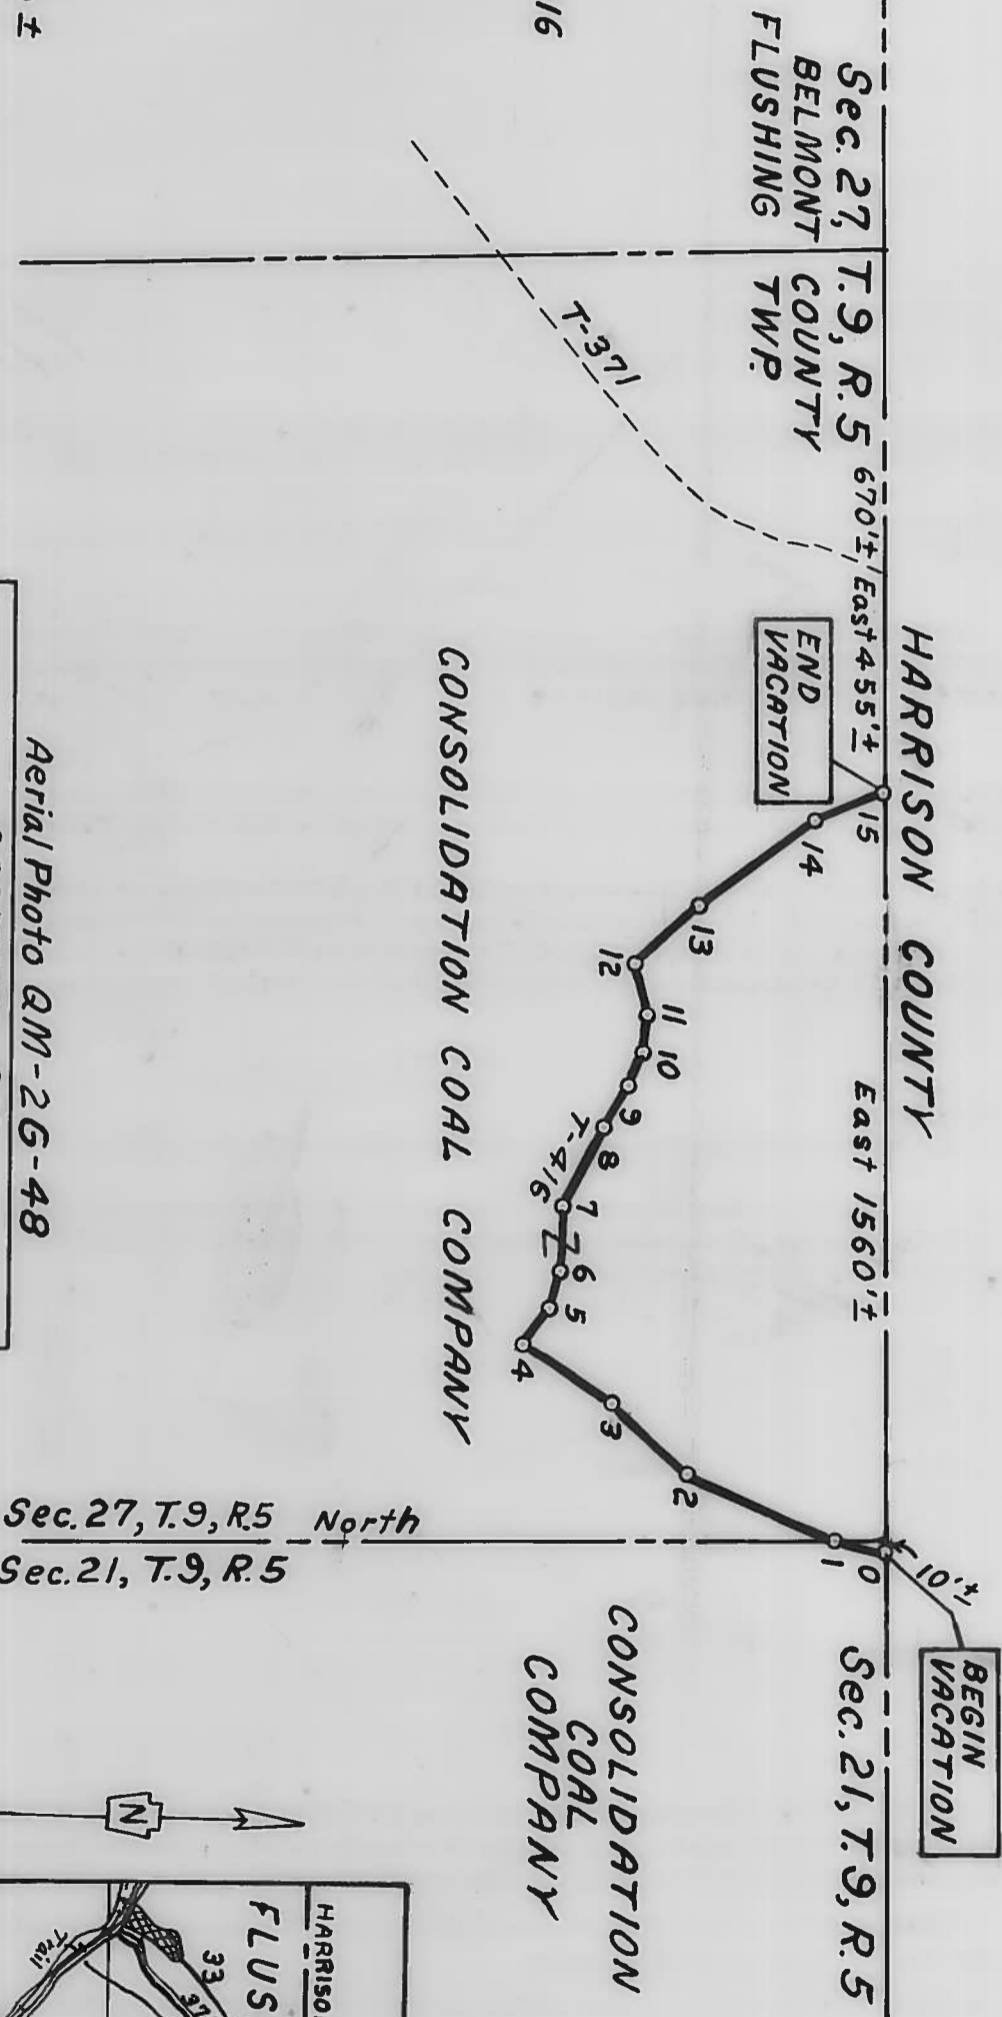 HARRISON COUNTY
BEGIN
VACATION
Sec. 27, T.9, R.5
670'± East 455'±
East 1560'±
10'±
Sec. 21, T.9, R.5
BELMONT COUNTY
FLUSHING TWP.
END
VACATION
15
14
13
12
11
10
9
8
7
6
5
4
3
2
1
0
T-371
T-416
Z
16
CONSOLIDATION COAL COMPANY
CONSOLIDATION
COAL
COMPANY
North
Sec. 27, T.9, R.5
Sec. 21, T.9, R.5
N
±
Aerial Photo QM-2G-48
HARRISO
FLUS
33
37
Trail